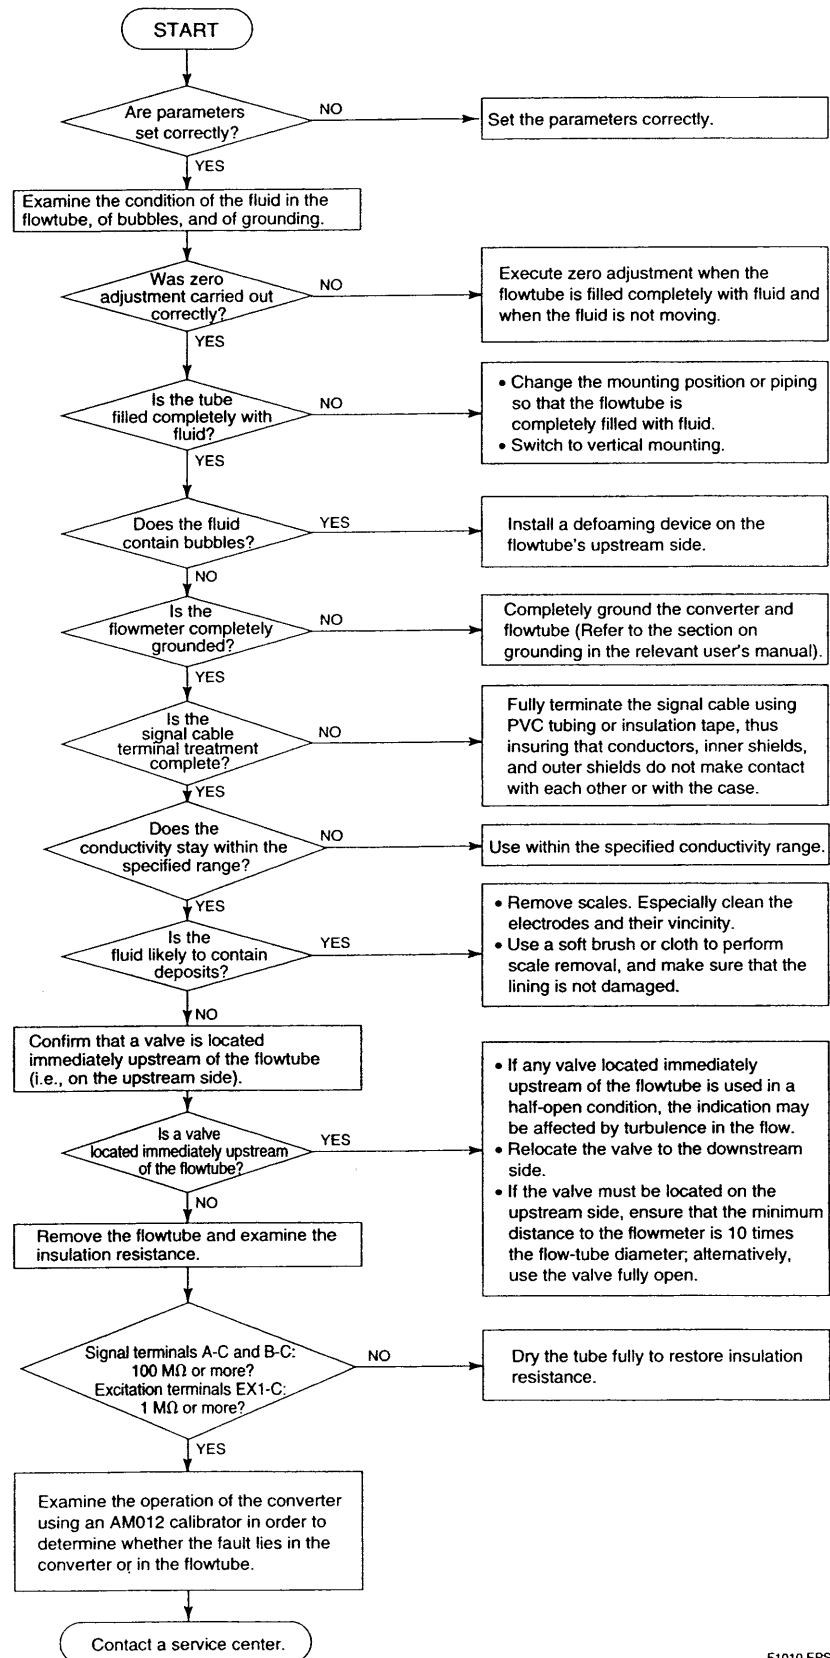 START
Are parameters
set correctly?
NO
Set the parameters correctly.
YES
Examine the condition of the fluid in the
flowtube, of bubbles, and of grounding.
Was zero
adjustment carried out
correctly?
NO
Execute zero adjustment when the
flowtube is filled completely with fluid and
when the fluid is not moving.
YES
Is the tube
filled completely with
fluid?
NO
• Change the mounting position or piping
so that the flowtube is
completely filled with fluid.
• Switch to vertical mounting.
YES
Does the fluid
contain bubbles?
YES
Install a defoaming device on the
flowtube's upstream side.
NO
Is the
flowmeter completely
grounded?
NO
Completely ground the converter and
flowtube (Refer to the section on
grounding in the relevant user's manual).
YES
Is the
signal cable
terminal treatment
complete?
NO
Fully terminate the signal cable using
PVC tubing or insulation tape, thus
insuring that conductors, inner shields,
and outer shields do not make contact
with each other or with the case.
YES
Does the
conductivity stay within the
specified range?
NO
Use within the specified conductivity range.
YES
Is the
fluid likely to contain
deposits?
YES
• Remove scales. Especially clean the
electrodes and their vincinity.
• Use a soft brush or cloth to perform
scale removal, and make sure that the
lining is not damaged.
NO
Confirm that a valve is located
immediately upstream of the flowtube
(i.e., on the upstream side).
Is a valve
located immediately upstream
of the flowtube?
YES
• If any valve located immediately
upstream of the flowtube is used in a
half-open condition, the indication may
be affected by turbulence in the flow.
• Relocate the valve to the downstream
side.
• If the valve must be located on the
upstream side, ensure that the minimum
distance to the flowmeter is 10 times
the flow-tube diameter; alternatively,
use the valve fully open.
NO
Remove the flowtube and examine the
insulation resistance.
Signal terminals A-C and B-C:
100 MΩ or more?
Excitation terminals EX1-C:
1 MΩ or more?
NO
Dry the tube fully to restore insulation
resistance.
YES
Examine the operation of the converter
using an AM012 calibrator in order to
determine whether the fault lies in the
converter or in the flowtube.
Contact a service center.